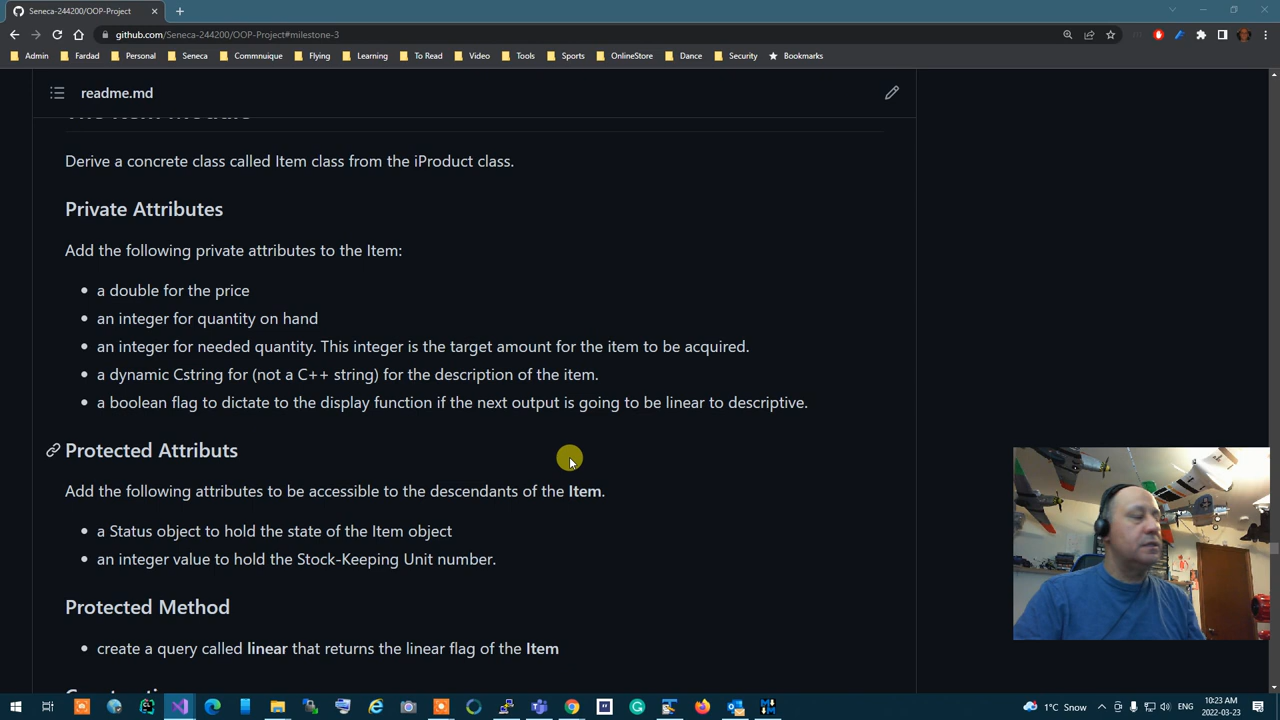 Seneca-244200/OOP-Project
github.com/Seneca-244200/OOP-Project#milestone-3
Admin Fardad Personal Seneca Commnuique Flying Learning To Read Video Tools Sports OnlineStore Dance Security Bookmarks
readme.md
The Item Module
Derive a concrete class called Item class from the iProduct class.
Private Attributes
Add the following private attributes to the Item:
a double for the price
an integer for quantity on hand
an integer for needed quantity. This integer is the target amount for the item to be acquired.
a dynamic Cstring for (not a C++ string) for the description of the item.
a boolean flag to dictate to the display function if the next output is going to be linear to descriptive.
Protected Attributs
Add the following attributes to be accessible to the descendants of the Item.
a Status object to hold the state of the Item object
an integer value to hold the Stock-Keeping Unit number.
Protected Method
create a query called linear that returns the linear flag of the Item
1°C Snow
ENG
10:23 AM
2022-03-23